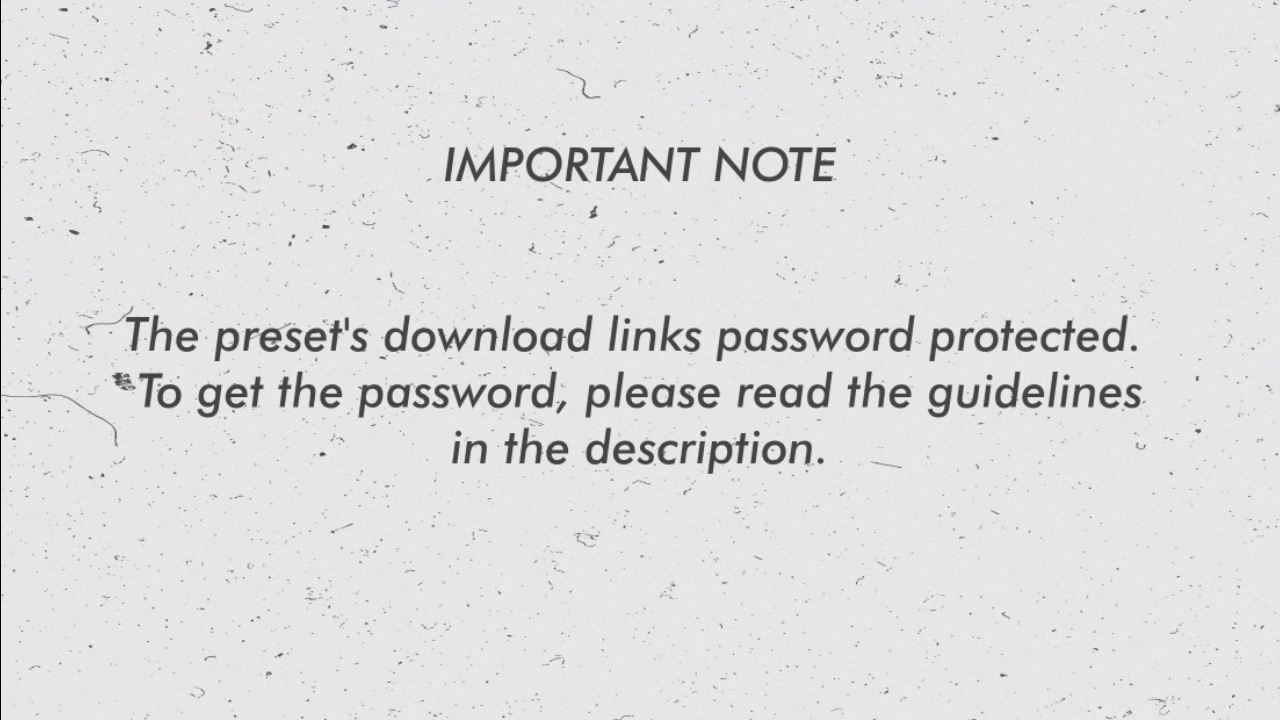 IMPORTANT NOTE
The preset's download links password protected.
To get the password, please read the guidelines
in the description.